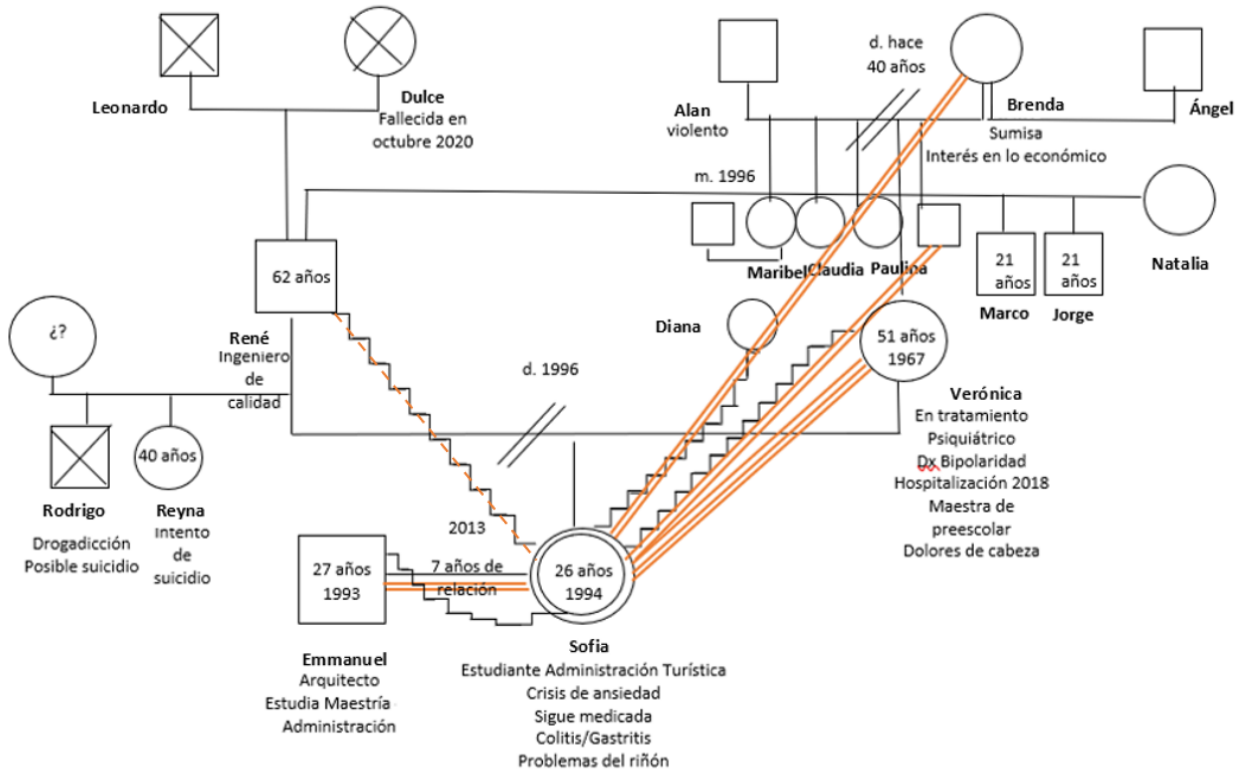 Leonardo
Dulce
Fallecida en
octubre 2020
d. hace
40 años
Alan
violento
Brenda
Sumisa
Interés en lo económico
Ángel
m. 1996
Maribel
Claudia
Paulina
21
años
Marco
21
años
Jorge
Natalia
62 años
René
Ingeniero
de
calidad
¿?
Diana
51 años
1967
Verónica
En tratamiento
Psiquiátrico
Dx Bipolaridad
Hospitalización 2018
Maestra de
preescolar
Dolores de cabeza
d. 1996
Rodrigo
Drogadicción
Posible suicidio
40 años
Reyna
Intento
de
suicidio
2013
7 años de
relación
27 años
1993
Emmanuel
Arquitecto
Estudia Maestría
Administración
26 años
1994
Sofia
Estudiante Administración Turística
Crisis de ansiedad
Sigue medicada
Colitis/Gastritis
Problemas del riñón